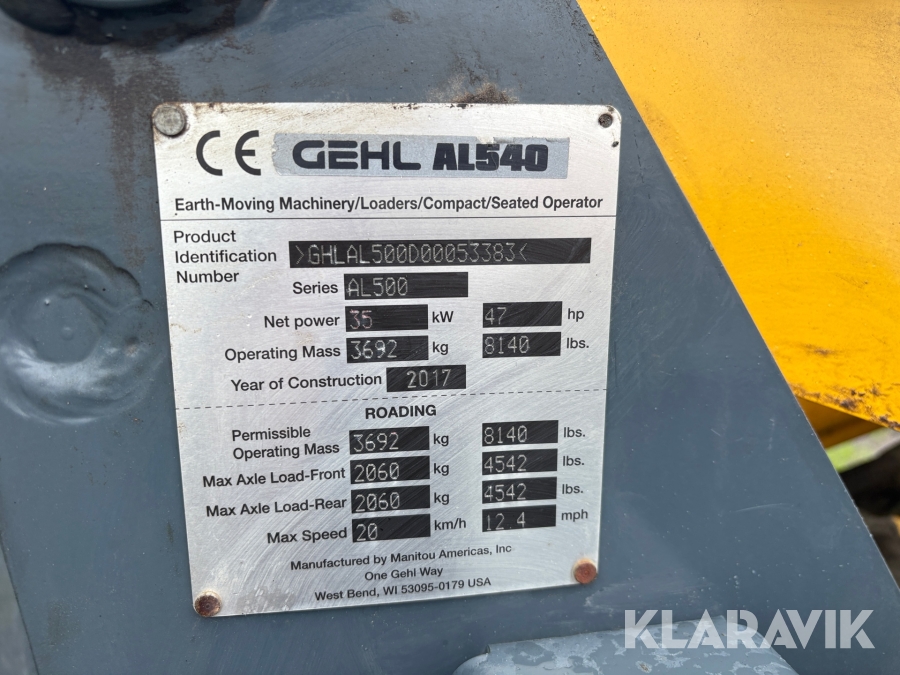 CE GEHL AL540
Earth-Moving Machinery/Loaders/Compact/Seated Operator
Product
Identification >GHLAL500D00053383<
Number
Series AL500
Net power 35 kW 47 hp
Operating Mass 3692 kg 8140 lbs.
Year of Construction 2017
ROADING
Permissible
Operating Mass 3692 kg 8140 lbs.
Max Axle Load-Front 2060 kg 4542 lbs.
Max Axle Load-Rear 2060 kg 4542 lbs.
Max Speed 20 km/h 12.4 mph
Manufactured by Manitou Americas, Inc
One Gehl Way
West Bend, WI 53095-0179 USA
KLARAVIK